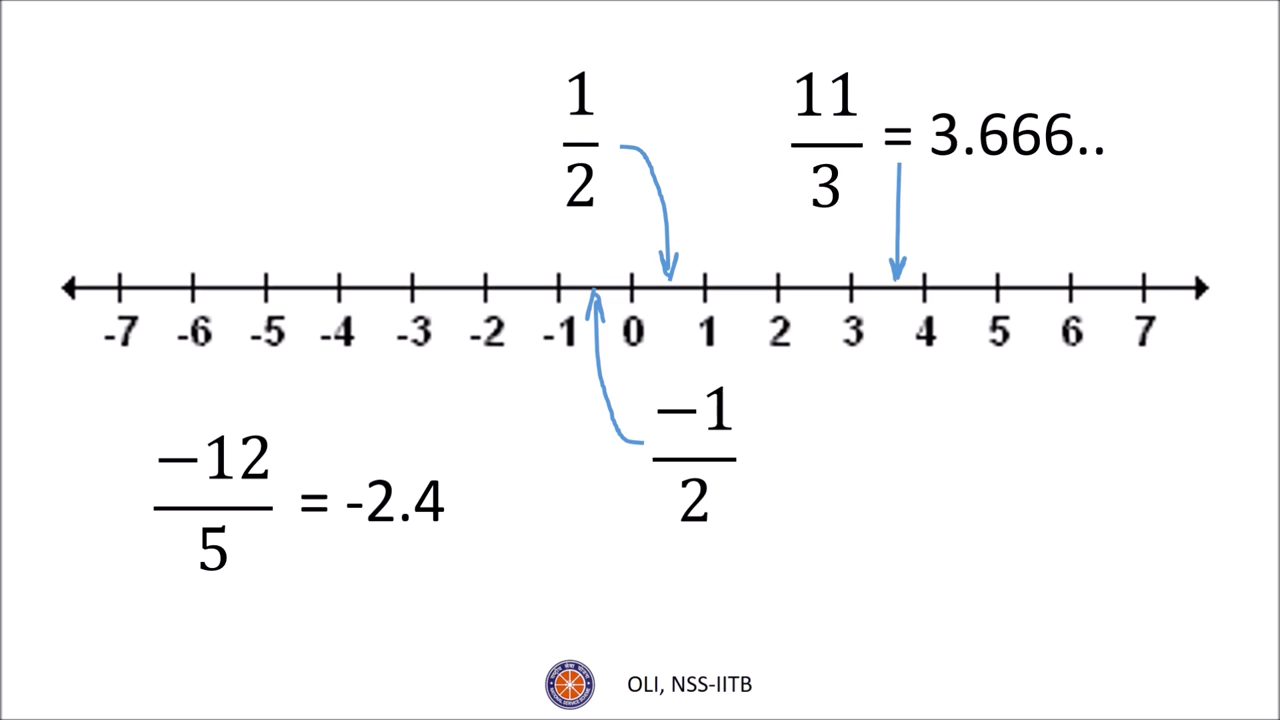 1/2
11/3 = 3.666..
-7 -6 -5 -4 -3 -2 -1 0 1 2 3 4 5 6 7
−1/2
−12/5 = -2.4
OLI, NSS-IITB